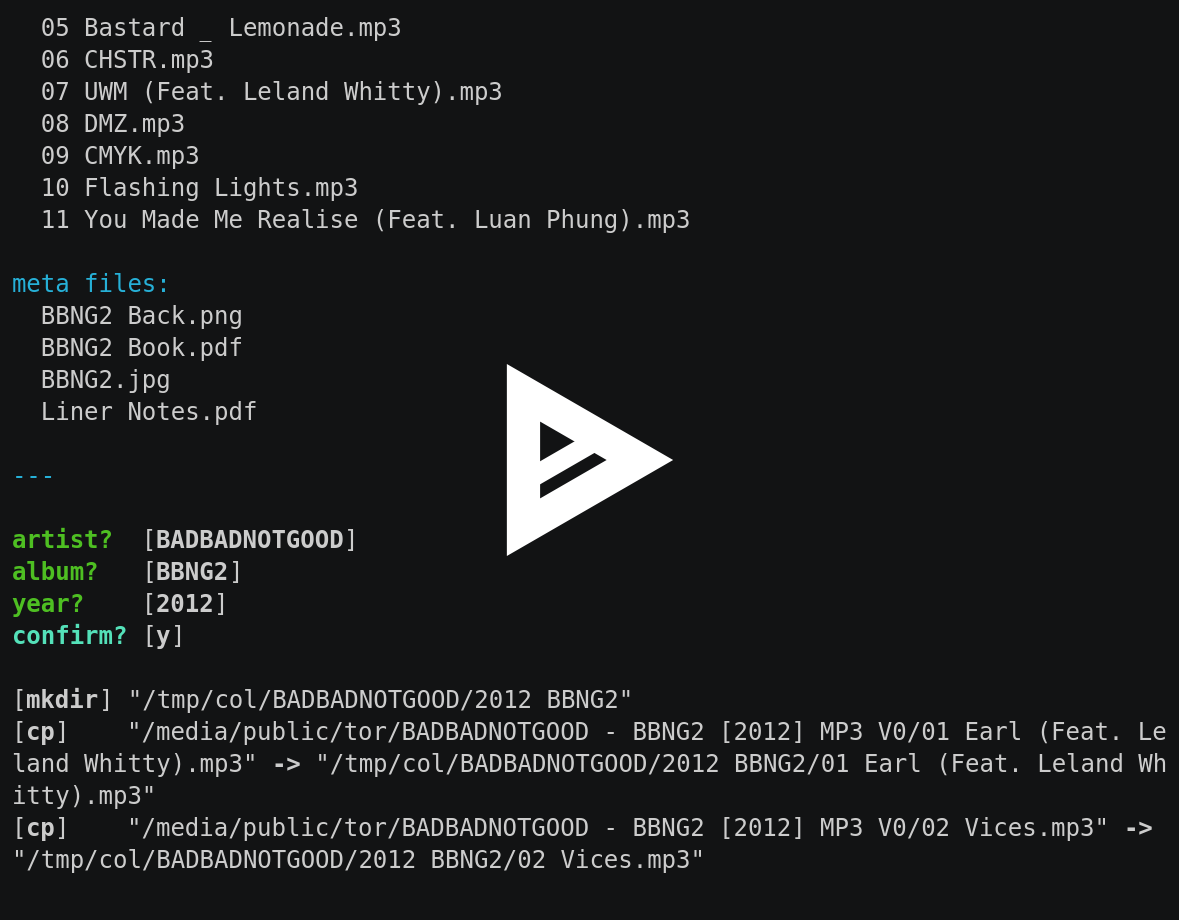 05 Bastard _ Lemonade.mp3
06 CHSTR.mp3
07 UWM (Feat. Leland Whitty).mp3
08 DMZ.mp3
09 CMYK.mp3
10 Flashing Lights.mp3
11 You Made Me Realise (Feat. Luan Phung).mp3
meta files:
BBNG2 Back.png
BBNG2 Book.pdf
BBNG2.jpg
Liner Notes.pdf
---
artist?  [BADBADNOTGOOD]
album?   [BBNG2]
year?    [2012]
confirm? [y]
[mkdir] "/tmp/col/BADBADNOTGOOD/2012 BBNG2"
[cp]    "/media/public/tor/BADBADNOTGOOD - BBNG2 [2012] MP3 V0/01 Earl (Feat. Le
land Whitty).mp3" -> "/tmp/col/BADBADNOTGOOD/2012 BBNG2/01 Earl (Feat. Leland Wh
itty).mp3"
[cp]    "/media/public/tor/BADBADNOTGOOD - BBNG2 [2012] MP3 V0/02 Vices.mp3" ->
"/tmp/col/BADBADNOTGOOD/2012 BBNG2/02 Vices.mp3"